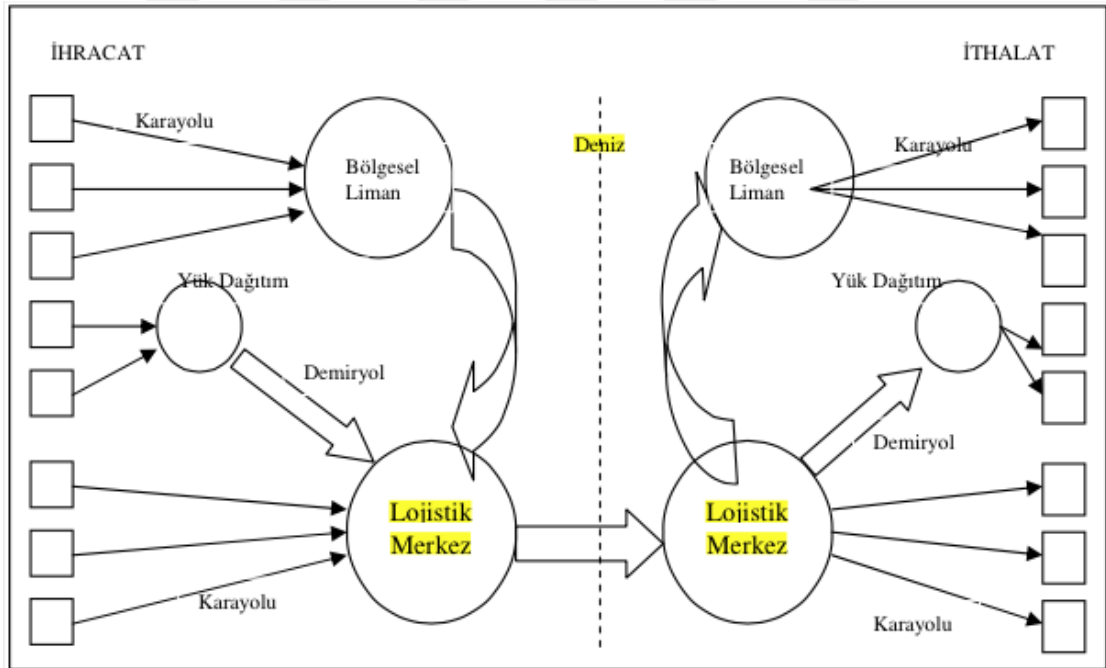 İHRACAT
İTHALAT
Karayolu
Deniz
Karayolu
Bölgesel
Liman
Bölgesel
Liman
Yük Dağıtım
Yük Dağıtım
Demiryol
Demiryol
Lojistik
Merkez
Lojistik
Merkez
Karayolu
Karayolu